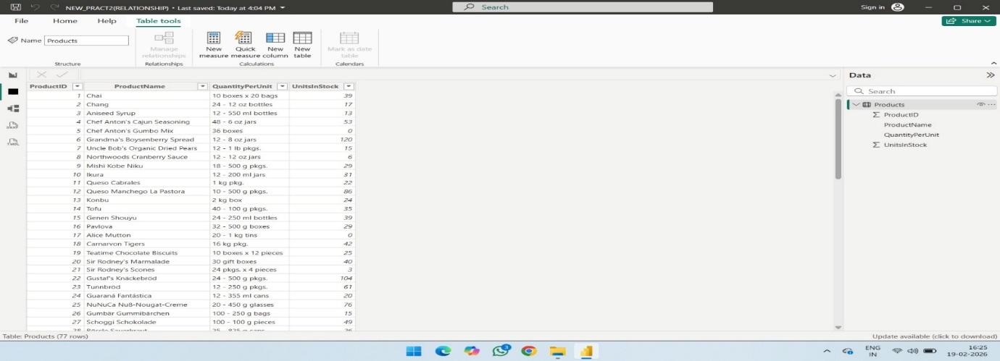 NEW_PRACT2(RELATIONSHIP) • Last saved: Today at 4:04 PM
Search
Sign in
File Home Help Table tools
Share
Name Products
Manage relationships
New measure
Quick measure
New column
New table
Mark as date table
Structure Relationships Calculations Calendars
ProductID ProductName QuantityPerUnit UnitsInStock
1 Chai 10 boxes x 20 bags 39
2 Chang 24 - 12 oz bottles 17
3 Aniseed Syrup 12 - 550 ml bottles 13
4 Chef Anton's Cajun Seasoning 48 - 6 oz jars 53
5 Chef Anton's Gumbo Mix 36 boxes 0
6 Grandma's Boysenberry Spread 12 - 8 oz jars 120
7 Uncle Bob's Organic Dried Pears 12 - 1 lb pkgs. 15
8 Northwoods Cranberry Sauce 12 - 12 oz jars 6
9 Mishi Kobe Niku 18 - 500 g pkgs. 29
10 Ikura 12 - 200 ml jars 31
11 Queso Cabrales 1 kg pkg. 22
12 Queso Manchego La Pastora 10 - 500 g pkgs. 86
13 Konbu 2 kg box 24
14 Tofu 40 - 100 g pkgs. 35
15 Genen Shouyu 24 - 250 ml bottles 39
16 Pavlova 32 - 500 g boxes 29
17 Alice Mutton 20 - 1 kg tins 0
18 Carnarvon Tigers 16 kg pkg. 42
19 Teatime Chocolate Biscuits 10 boxes x 12 pieces 25
20 Sir Rodney's Marmalade 30 gift boxes 40
21 Sir Rodney's Scones 24 pkgs. x 4 pieces 3
22 Gustaf's Knäckebröd 24 - 500 g pkgs. 104
23 Tunnbröd 12 - 250 g pkgs. 61
24 Guaraná Fantástica 12 - 355 ml cans 20
25 NuNuCa Nuß-Nougat-Creme 20 - 450 g glasses 76
26 Gumbär Gummibärchen 100 - 250 g bags 15
27 Schoggi Schokolade 100 - 100 g pieces 49
Data
Search
Products
ProductID
ProductName
QuantityPerUnit
UnitsInStock
Table: Products (77 rows)
Update available (click to download)
ENG
IN
16:25
19-02-2026